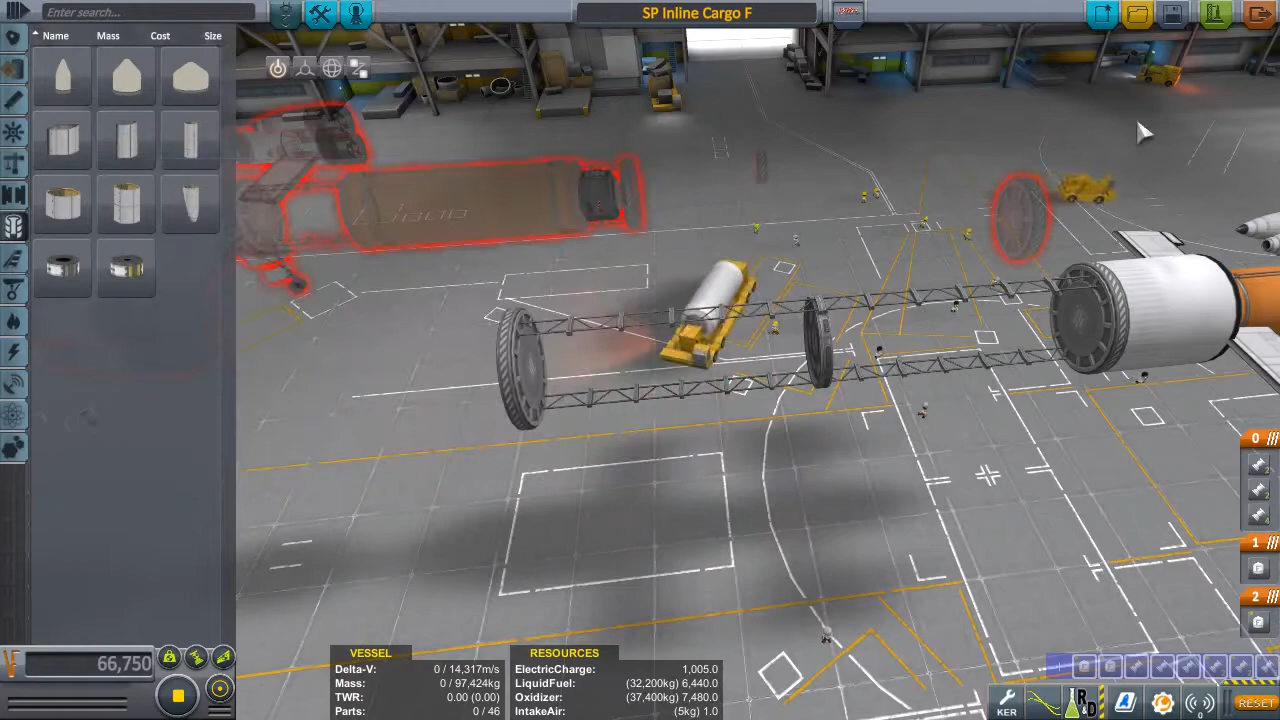 Enter search...
SP Inline Cargo F
Name Mass Cost Size
66,750
VESSEL
Delta-V: 0 / 14,317m/s
Mass: 0 / 97,424kg
TWR: 0.00 (0.00)
Parts: 0 / 46
RESOURCES
ElectricCharge: 1,005.0
LiquidFuel: (32,200kg) 6,440.0
Oxidizer: (37,400kg) 7,480.0
IntakeAir: (5kg) 1.0
0
1
2
KER
R
D
A
RESET